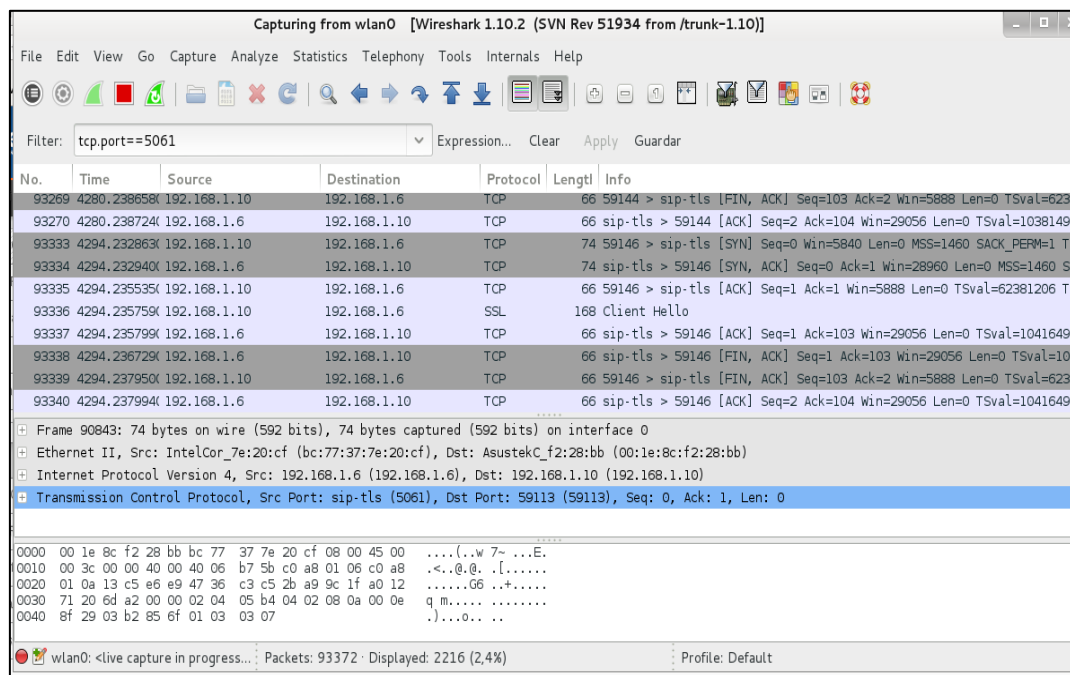 Capturing from wlan0 [Wireshark 1.10.2 (SVN Rev 51934 from /trunk-1.10)]
File Edit View Go Capture Analyze Statistics Telephony Tools Internals Help
Filter: tcp.port==5061 Expression... Clear Apply Guardar
No. Time Source Destination Protocol Lengtl Info
93269 4280.238658( 192.168.1.10 192.168.1.6 TCP 66 59144 > sip-tls [FIN, ACK] Seq=103 Ack=2 Win=5888 Len=0 TSval=623
93270 4280.238724( 192.168.1.6 192.168.1.10 TCP 66 sip-tls > 59144 [ACK] Seq=2 Ack=104 Win=29056 Len=0 TSval=1038149
93333 4294.232863( 192.168.1.10 192.168.1.6 TCP 74 59146 > sip-tls [SYN] Seq=0 Win=5840 Len=0 MSS=1460 SACK_PERM=1 T
93334 4294.232940( 192.168.1.6 192.168.1.10 TCP 74 sip-tls > 59146 [SYN, ACK] Seq=0 Ack=1 Win=28960 Len=0 MSS=1460 S
93335 4294.235535( 192.168.1.10 192.168.1.6 TCP 66 59146 > sip-tls [ACK] Seq=1 Ack=1 Win=5888 Len=0 TSval=62381206 T
93336 4294.235759( 192.168.1.10 192.168.1.6 SSL 168 Client Hello
93337 4294.235799( 192.168.1.6 192.168.1.10 TCP 66 sip-tls > 59146 [ACK] Seq=1 Ack=103 Win=29056 Len=0 TSval=1041649
93338 4294.236729( 192.168.1.6 192.168.1.10 TCP 66 sip-tls > 59146 [FIN, ACK] Seq=1 Ack=103 Win=29056 Len=0 TSval=10
93339 4294.237950( 192.168.1.10 192.168.1.6 TCP 66 59146 > sip-tls [FIN, ACK] Seq=103 Ack=2 Win=5888 Len=0 TSval=623
93340 4294.237994( 192.168.1.6 192.168.1.10 TCP 66 sip-tls > 59146 [ACK] Seq=2 Ack=104 Win=29056 Len=0 TSval=1041649
Frame 90843: 74 bytes on wire (592 bits), 74 bytes captured (592 bits) on interface 0
Ethernet II, Src: IntelCor_7e:20:cf (bc:77:37:7e:20:cf), Dst: AsustekC_f2:28:bb (00:1e:8c:f2:28:bb)
Internet Protocol Version 4, Src: 192.168.1.6 (192.168.1.6), Dst: 192.168.1.10 (192.168.1.10)
Transmission Control Protocol, Src Port: sip-tls (5061), Dst Port: 59113 (59113), Seq: 0, Ack: 1, Len: 0
0000 00 1e 8c f2 28 bb bc 77 37 7e 20 cf 08 00 45 00 ....(..w 7~ ...E.
0010 00 3c 00 00 40 00 40 06 b7 5b c0 a8 01 06 c0 a8 .<..@.@. .[......
0020 01 0a 13 c5 e6 e9 47 36 c3 c5 2b a9 9c 1f a0 12 ......G6 ..+.....
0030 71 20 6d a2 00 00 02 04 05 b4 04 02 08 0a 00 0e q m..... ........
0040 8f 29 03 b2 85 6f 01 03 03 07 .)...o.. ..
wlan0: <live capture in progress... Packets: 93372 · Displayed: 2216 (2,4%) Profile: Default